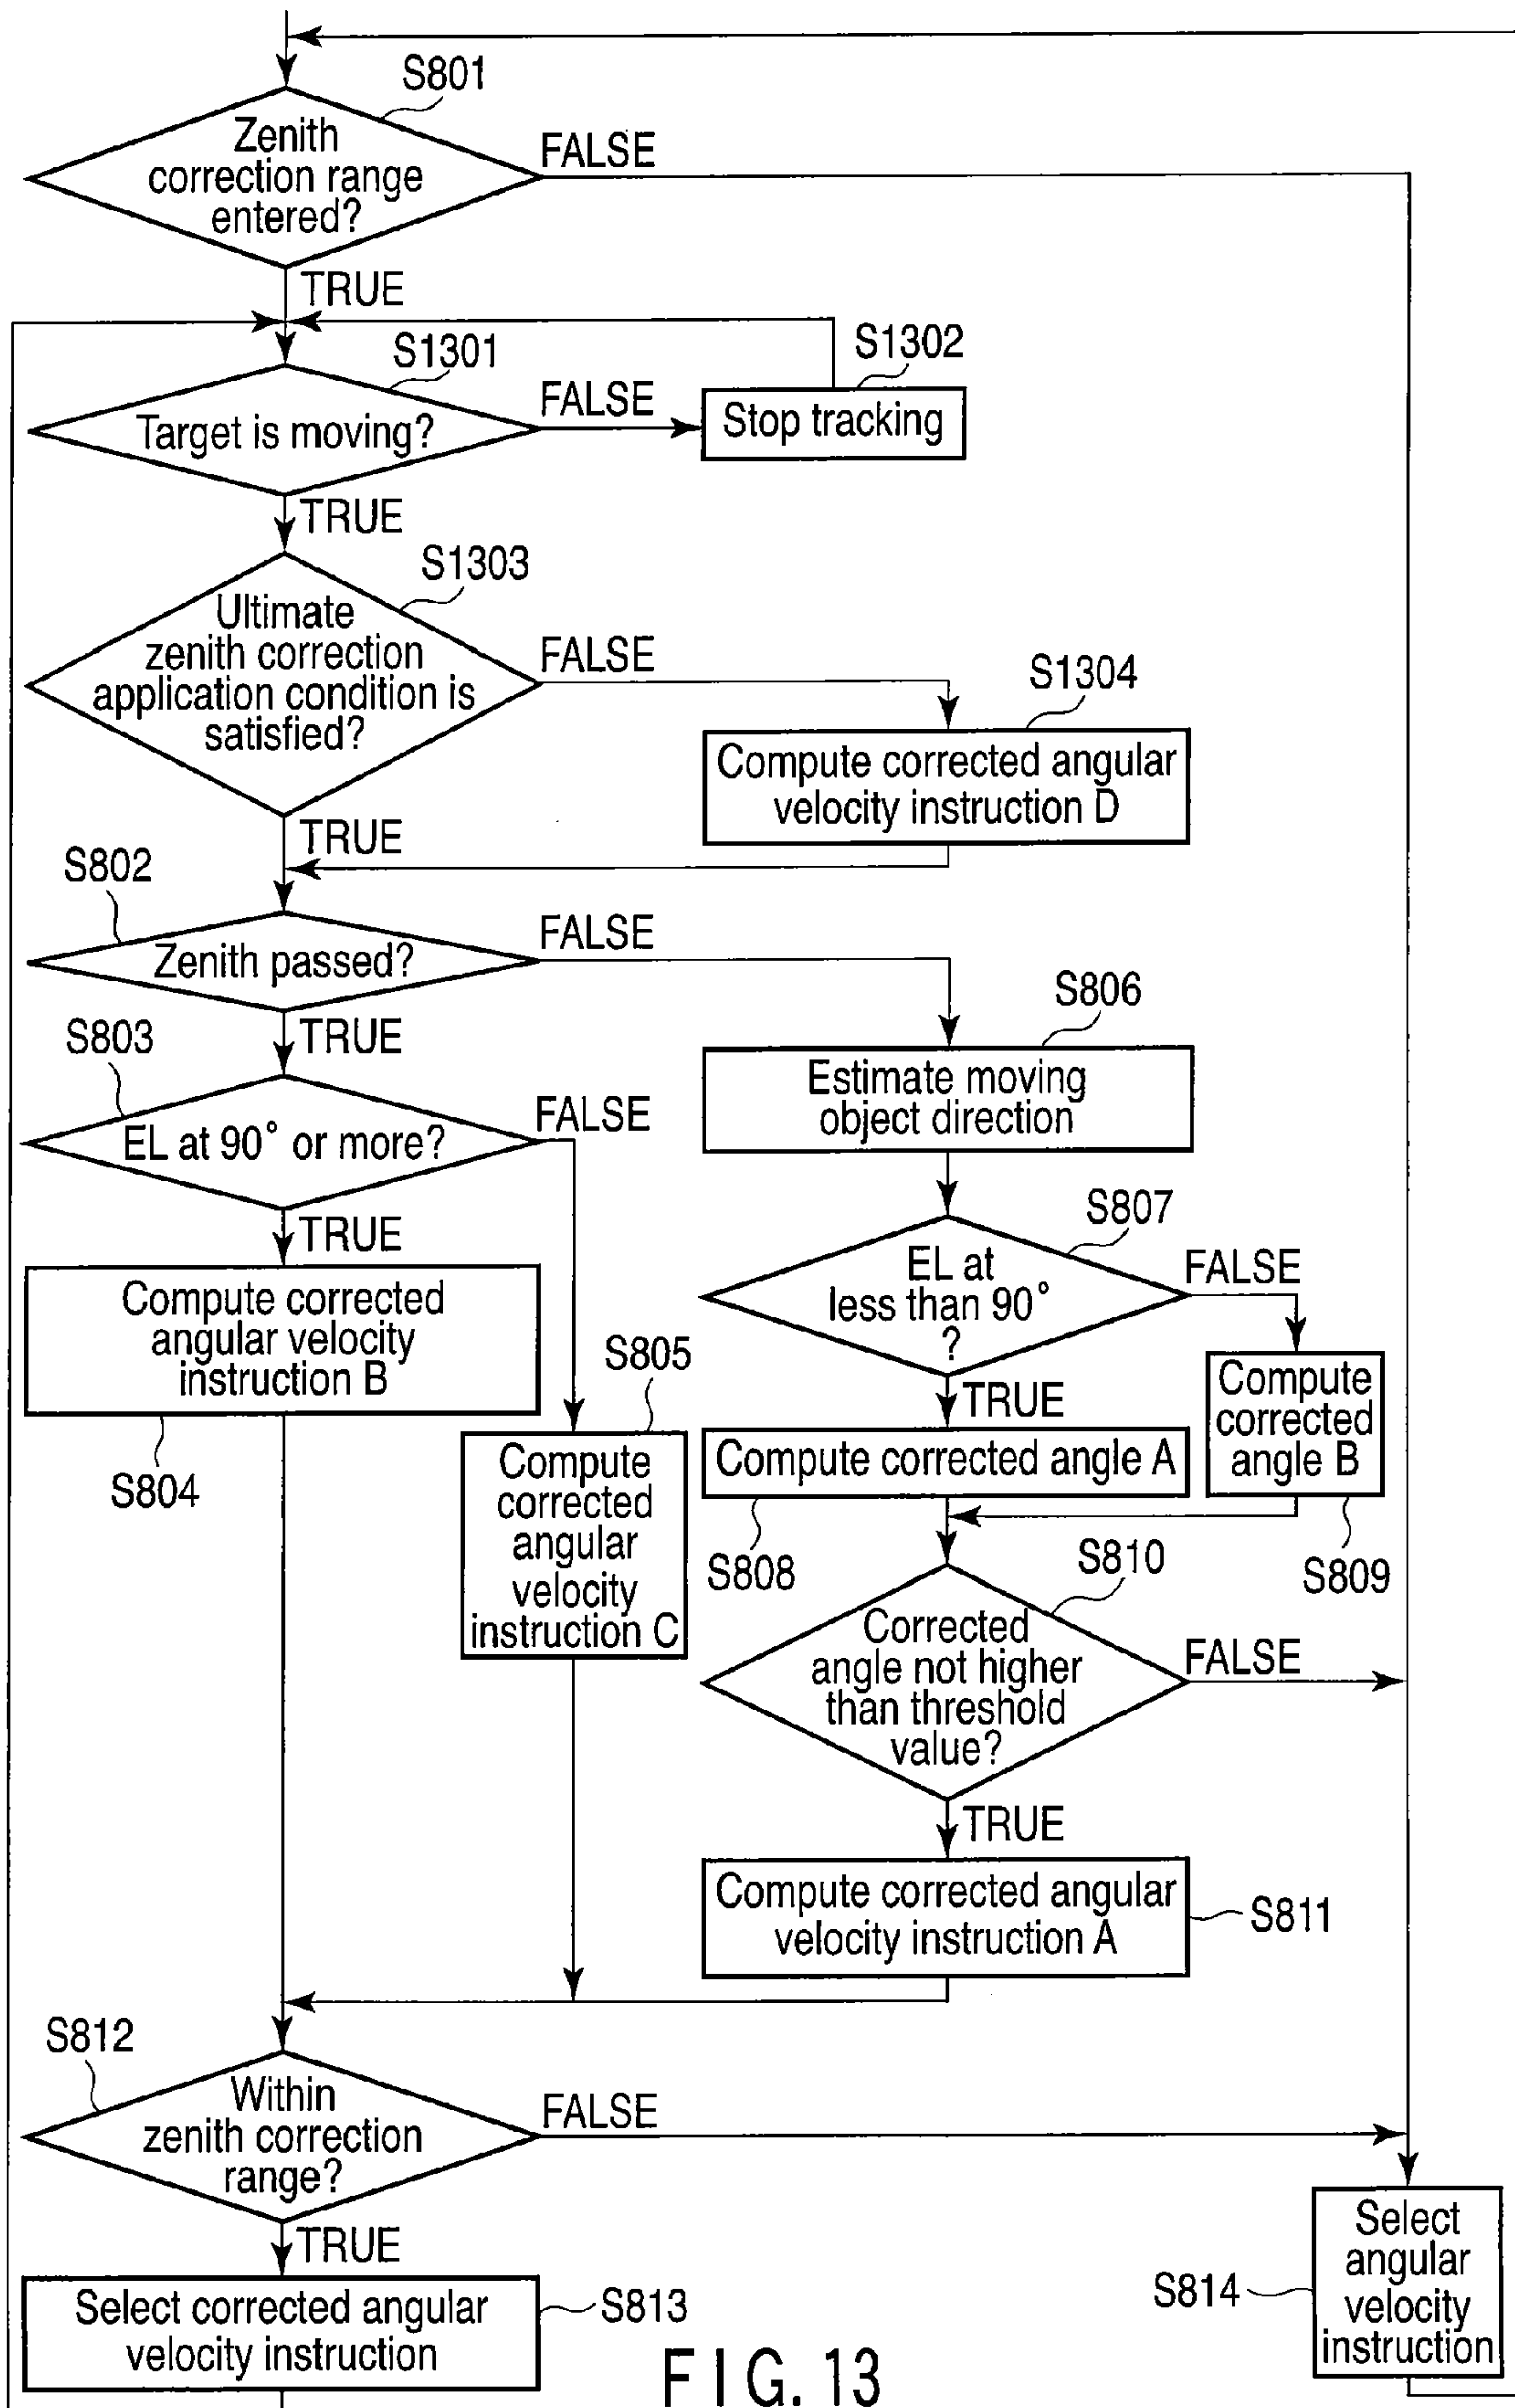 S801
Zenith
correction range
entered?
FALSE
TRUE
S1301
Target is moving?
FALSE
S1302
Stop tracking
TRUE
S1303
Ultimate
zenith correction
application condition is
satisfied?
FALSE
S1304
Compute corrected angular
velocity instruction D
TRUE
S802
Zenith passed?
FALSE
TRUE
S806
Estimate moving
object direction
S803
EL at 90° or more?
FALSE
TRUE
S807
EL at
less than 90°
?
FALSE
TRUE
Compute corrected
angular velocity
instruction B
S804
S805
Compute
corrected
angular
velocity
instruction C
Compute corrected angle A
S808
Compute
corrected
angle B
S809
S810
Corrected
angle not higher
than threshold
value?
FALSE
TRUE
Compute corrected angular
velocity instruction A
S811
S812
Within
zenith correction
range?
FALSE
TRUE
Select corrected angular
velocity instruction
S813
S814
Select
angular
velocity
instruction
FIG. 13